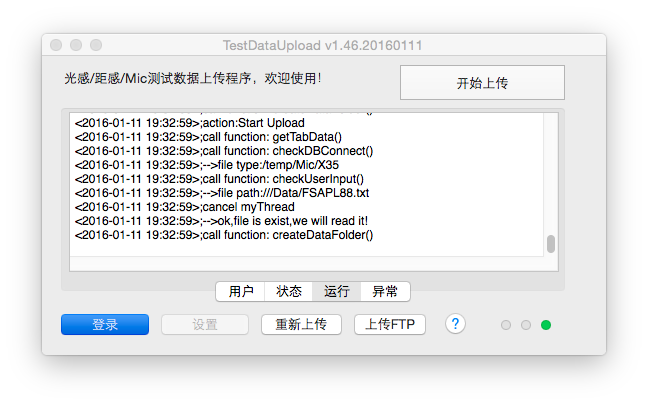 TestDataUpload v1.46.20160111
光感/距感/Mic测试数据上传程序，欢迎使用！
开始上传
<2016-01-11 19:32:59>;action:Start Upload
<2016-01-11 19:32:59>;call function: getTabData()
<2016-01-11 19:32:59>;call function: checkDBConnect()
<2016-01-11 19:32:59>;-->file type:/temp/Mic/X35
<2016-01-11 19:32:59>;call function: checkUserInput()
<2016-01-11 19:32:59>;-->file path:///Data/FSAPL88.txt
<2016-01-11 19:32:59>;cancel myThread
<2016-01-11 19:32:59>;-->ok,file is exist,we will read it!
<2016-01-11 19:32:59>;call function: createDataFolder()
用户 状态 运行 异常
登录 设置 重新上传 上传FTP ?